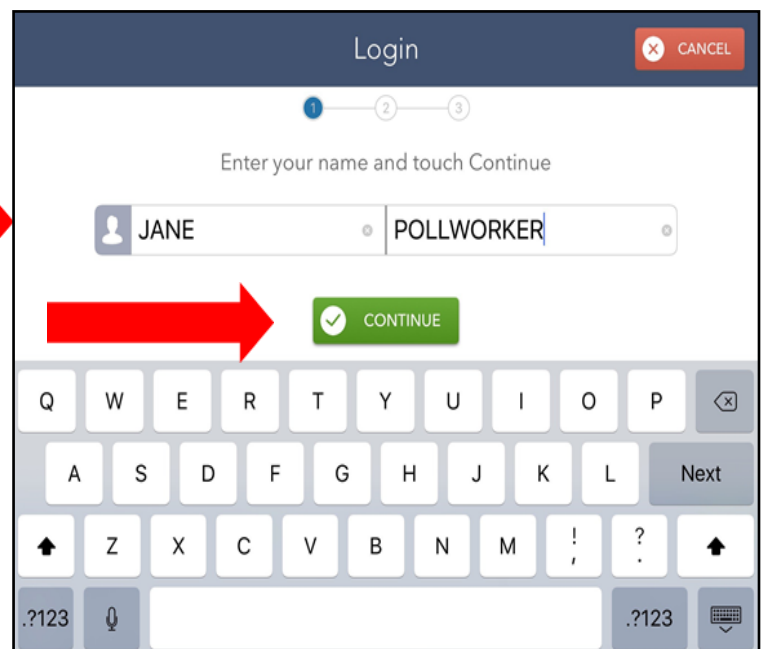 Login
CANCEL
1 2 3
Enter your name and touch Continue
JANE POLLWORKER
CONTINUE
Q W E R T Y U I O P
A S D F G H J K L Next
Z X C V B N M ! , ? .
.?123 .?123